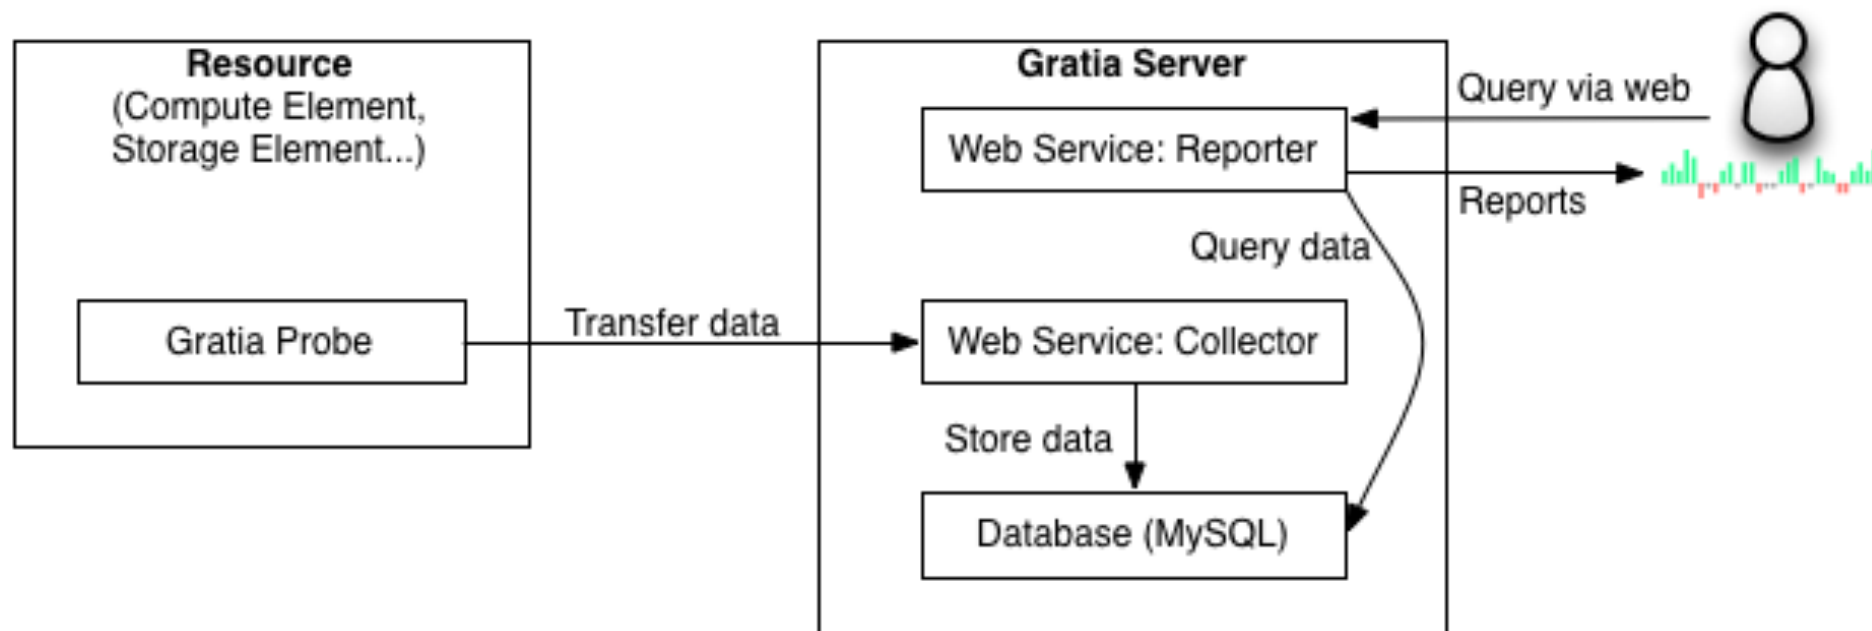 Resource
(Compute Element,
Storage Element...)
Gratia Probe
Transfer data
Gratia Server
Web Service: Reporter
Query via web
Reports
Query data
Web Service: Collector
Store data
Database (MySQL)